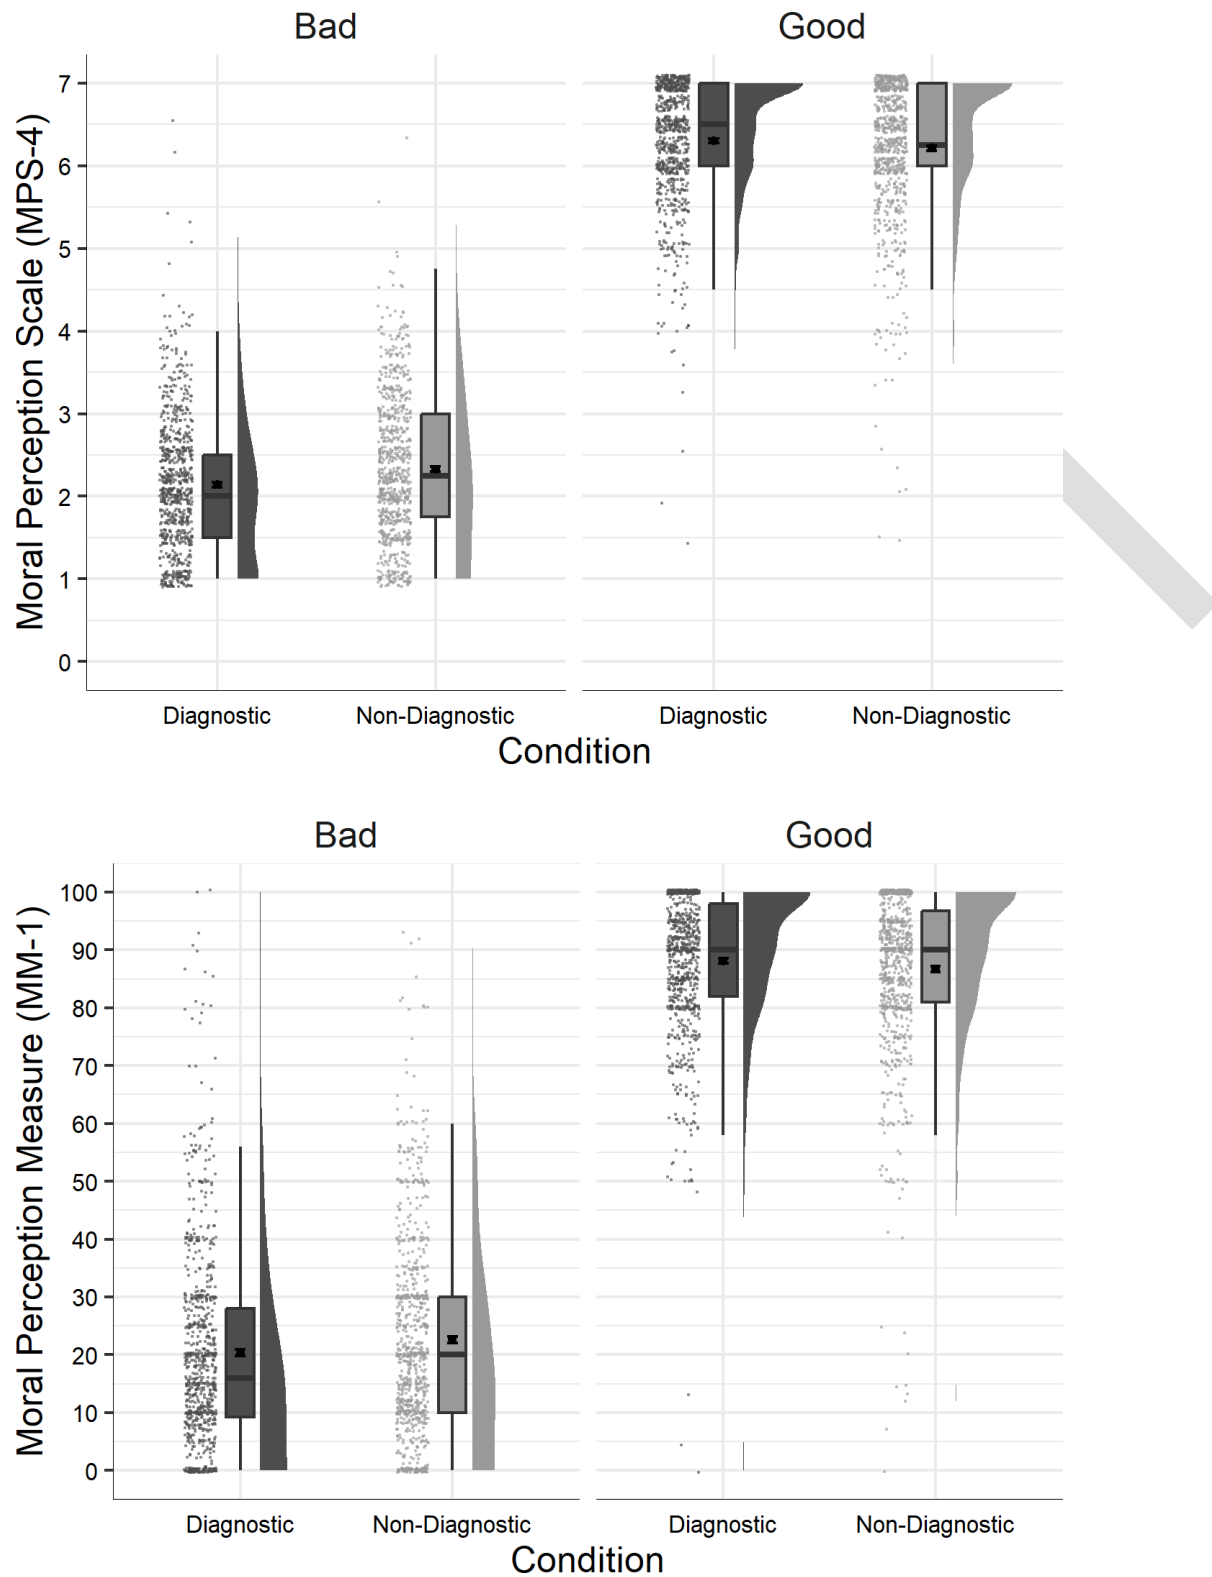 Bad Good
Moral Perception Scale (MPS-4)
7
6
5
4
3
2
1
0
Diagnostic Non-Diagnostic Diagnostic Non-Diagnostic
Condition
Bad Good
Moral Perception Measure (MM-1)
100
90
80
70
60
50
40
30
20
10
0
Diagnostic Non-Diagnostic Diagnostic Non-Diagnostic
Condition